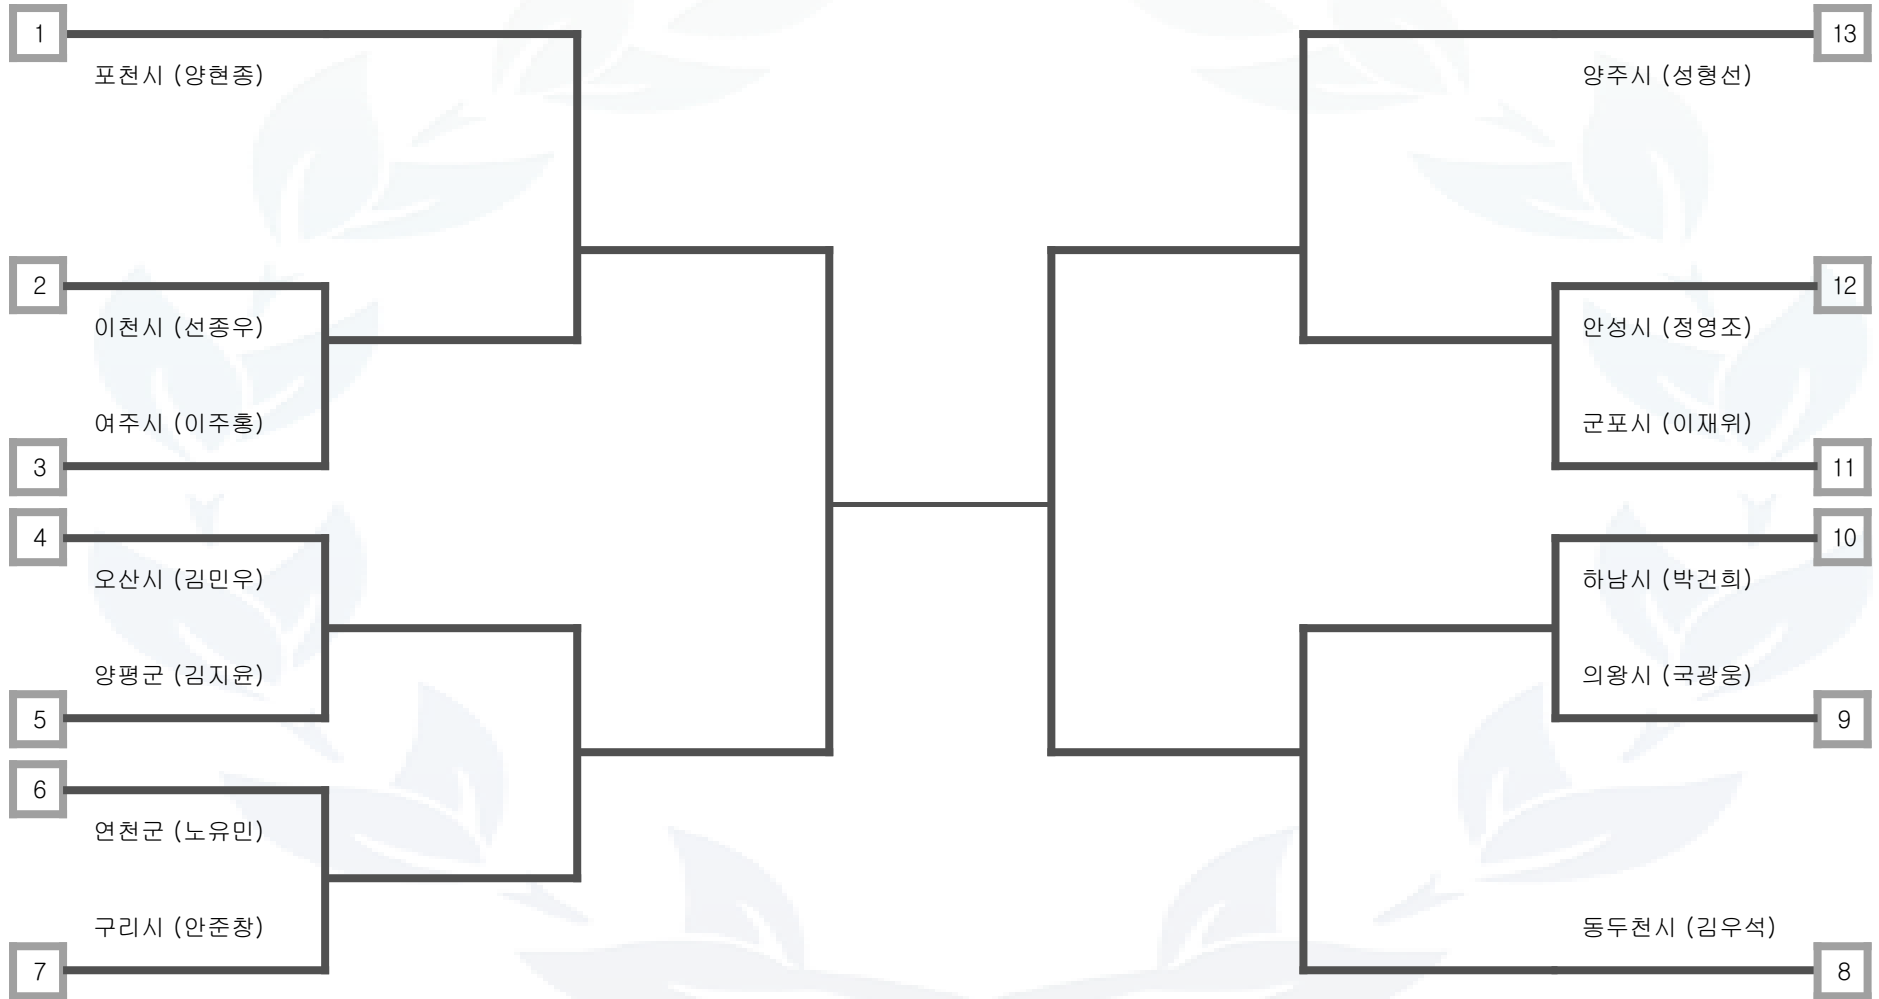 1
포천시 (양현종)
2
이천시 (선종우)
여주시 (이주홍)
3
4
오산시 (김민우)
양평군 (김지윤)
5
6
연천군 (노유민)
구리시 (안준창)
7
13
양주시 (성형선)
12
안성시 (정영조)
군포시 (이재위)
11
10
하남시 (박건희)
의왕시 (국광웅)
9
동두천시 (김우석)
8